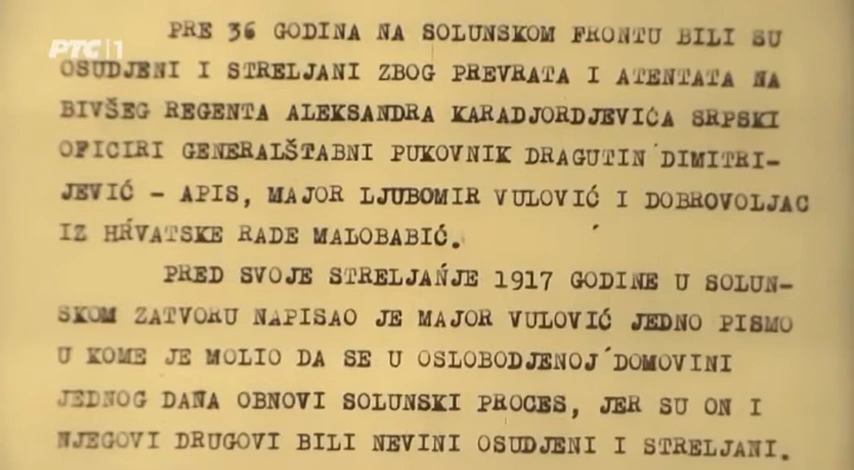 PRE 36 GODINA NA SOLUNSKOM FRONTU BILI SU
РТС 1
OSUDJENI I STRELJANI ZBOG PREVRATA I ATENTATA NA
BIVŠEG REGENTA ALEKSANDRA KARADJORDJEVIĆA SRPSKI
OFICIRI GENERALŠTABNI PUKOVNIK DRAGUTIN DIMITRI-
JEVIĆ - APIS, MAJOR LJUBOMIR VULOVIĆ I DOBROVOLJAC
IZ HRVATSKE RADE MALOBABIĆ.
PRED SVOJE STRELJANJE 1917 GODINE U SOLUN-
SKOM ZATVORU NAPISAO JE MAJOR VULOVIĆ JEDNO PISMO
U KOME JE MOLIO DA SE U OSLOBODJENOJ DOMOVINI
JEDNOG DANA OBNOVI SOLUNSKI PROCES, JER SU ON I
NJEGOVI DRUGOVI BILI NEVINI OSUDJENI I STRELJANI.